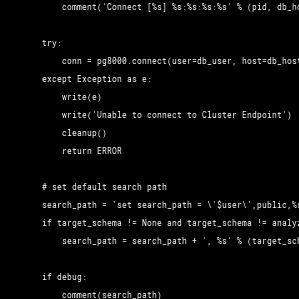 comment('Connect [%s] %s:%s:%s:%s' % (pid, db_ho
try:
conn = pg8000.connect(user=db_user, host=db_host
except Exception as e:
write(e)
write('Unable to connect to Cluster Endpoint')
cleanup()
return ERROR
# set default search path
search_path = 'set search_path = \'$user\',public,%s
if target_schema != None and target_schema != analyz
search_path = search_path + ', %s' % (target_sch
if debug:
comment(search_path)